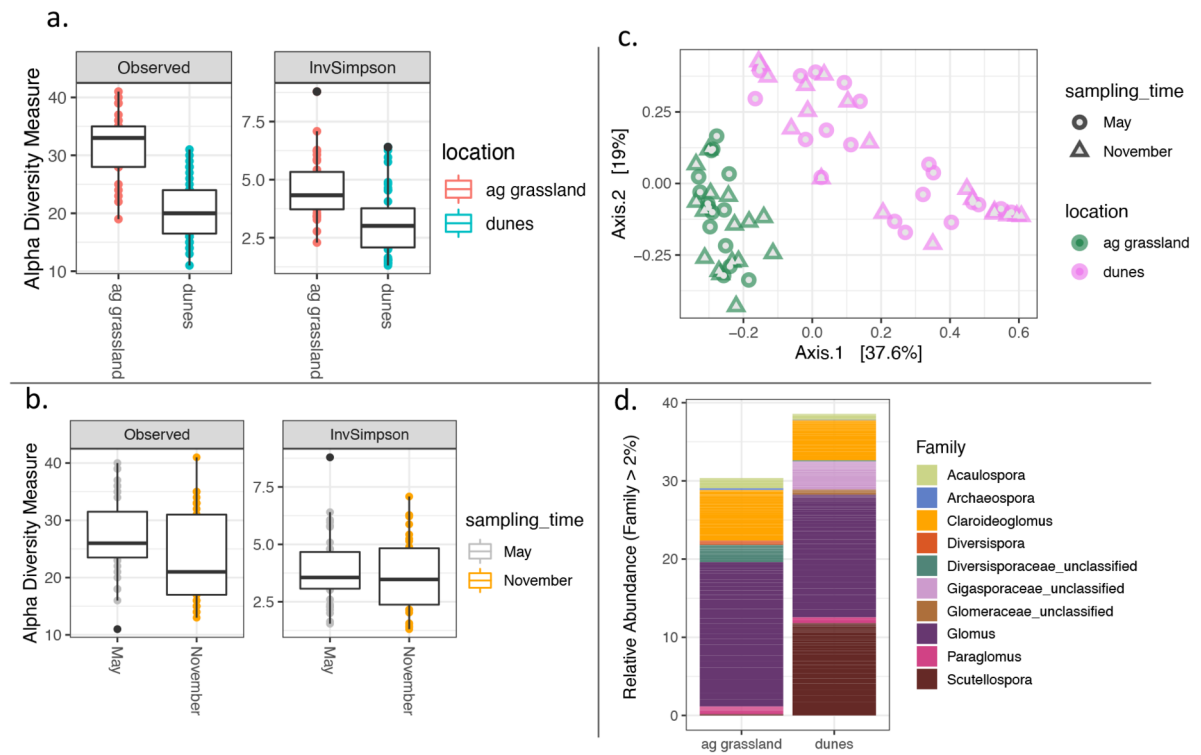 a.
Observed
InvSimpson
Alpha Diversity Measure
40
30
20
10
7.5
5.0
2.5
ag grassland
dunes
ag grassland
dunes
location
ag grassland
dunes
b.
Observed
InvSimpson
Alpha Diversity Measure
40
30
20
10
7.5
5.0
2.5
May
November
May
November
sampling_time
May
November
c.
Axis.2 [19%]
0.25
0.00
−0.25
−0.2
0.0
0.2
0.4
0.6
Axis.1 [37.6%]
sampling_time
May
November
location
ag grassland
dunes
d.
Relative Abundance (Family > 2%)
40
30
20
10
0
ag grassland
dunes
Family
Acaulospora
Archaeospora
Claroideoglomus
Diversispora
Diversisporaceae_unclassified
Gigasporaceae_unclassified
Glomeraceae_unclassified
Glomus
Paraglomus
Scutellospora